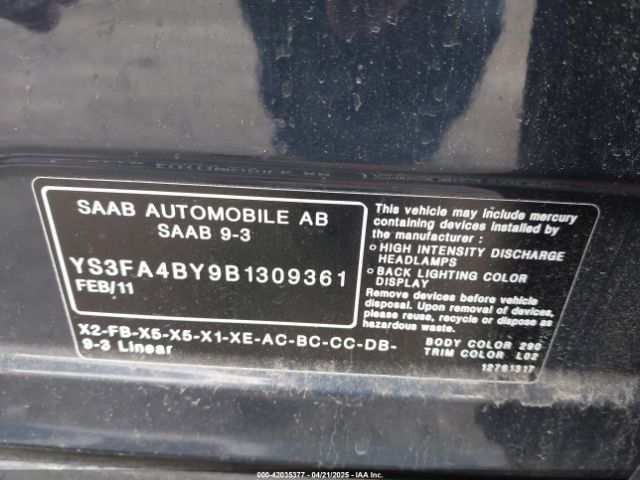 SAAB AUTOMOBILE AB
SAAB 9-3
YS3FA4BY9B1309361
FEB/11
X2-FB-X5-X5-X1-XE-AC-BC-CC-DB-
9-3 Linear
This vehicle may include mercury
containing devices installed by
the manufacturer :
○ HIGH INTENSITY DISCHARGE
HEADLAMPS
○ BACK LIGHTING COLOR
DISPLAY
Remove devices before vehicle
disposal. Upon removal of devices,
please reuse, recycle or dispose as
hazardous waste.
BODY COLOR 290
TRIM COLOR L02
12761317
000-42035377 - 04/21/2025 - IAA Inc.